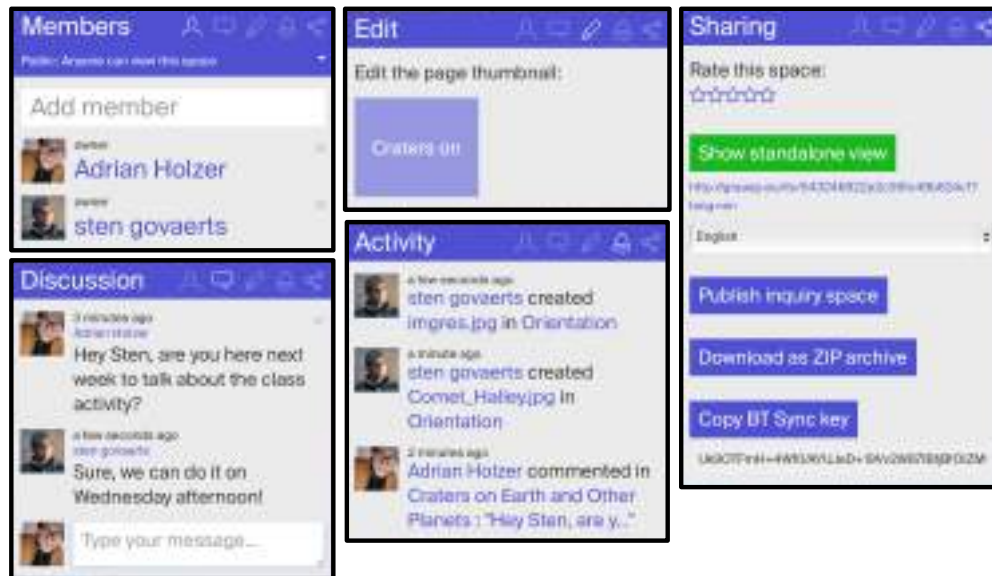 Members
Public: Anyone can view this space
Add member
owner
Adrian Holzer
owner
sten govaerts
Discussion
3 minutes ago
Adrian Holzer
Hey Sten, are you here next
week to talk about the class
activity?
a few seconds ago
sten govaerts
Sure, we can do it on
Wednesday afternoon!
Type your message...
Edit
Edit the page thumbnail:
Craters on
Activity
a few seconds ago
sten govaerts created
imgres.jpg in Orientation
a minute ago
sten govaerts created
Comet_Halley.jpg in
Orientation
2 minutes ago
Adrian Holzer commented in
Craters on Earth and Other
Planets : "Hey Sten, are y..."
Sharing
Rate this space:
Show standalone view
English
Publish inquiry space
Download as ZIP archive
Copy BT Sync key